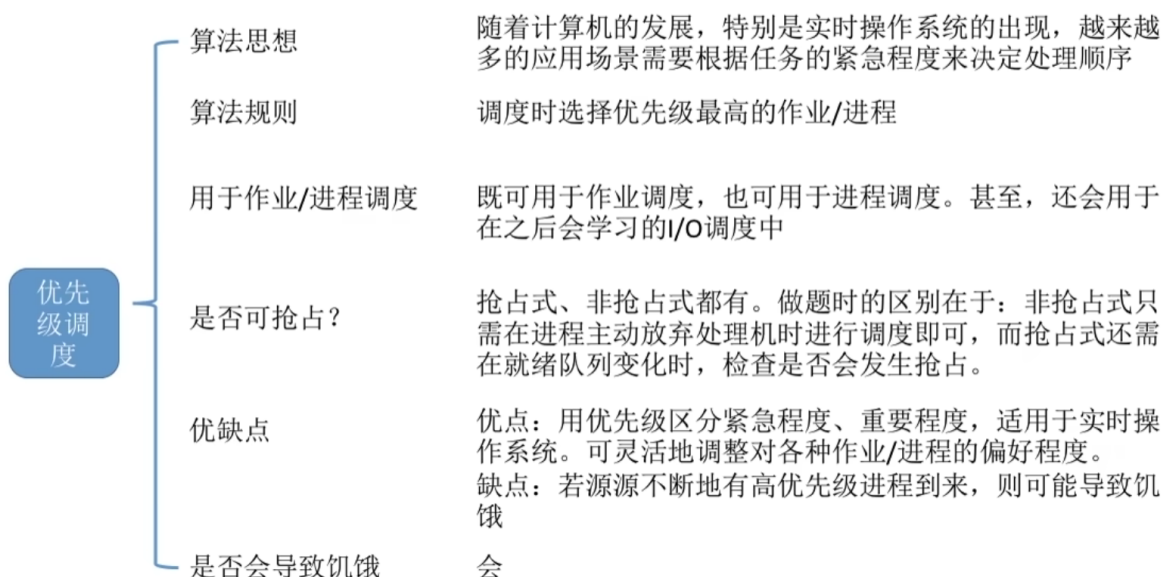 优先
级调
度
算法思想
随着计算机的发展，特别是实时操作系统的出现，越来越
多的应用场景需要根据任务的紧急程度来决定处理顺序
算法规则
调度时选择优先级最高的作业/进程
用于作业/进程调度
既可用于作业调度，也可用于进程调度。甚至，还会用于
在之后会学习的I/O调度中
是否可抢占？
抢占式、非抢占式都有。做题时的区别在于：非抢占式只
需在进程主动放弃处理机时进行调度即可，而抢占式还需
在就绪队列变化时，检查是否会发生抢占。
优缺点
优点：用优先级区分紧急程度、重要程度，适用于实时操
作系统。可灵活地调整对各种作业/进程的偏好程度。
缺点：若源源不断地有高优先级进程到来，则可能导致饥
饿
是否会导致饥饿
会